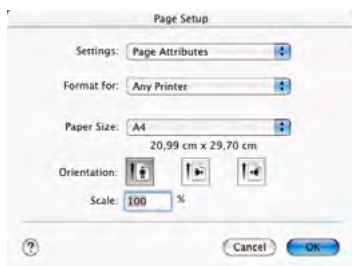 Page Setup
Settings: Page Attributes
Format for: Any Printer
Paper Size: A4
20,99 cm x 29,70 cm
Orientation:
Scale: 100 %
? Cancel OK